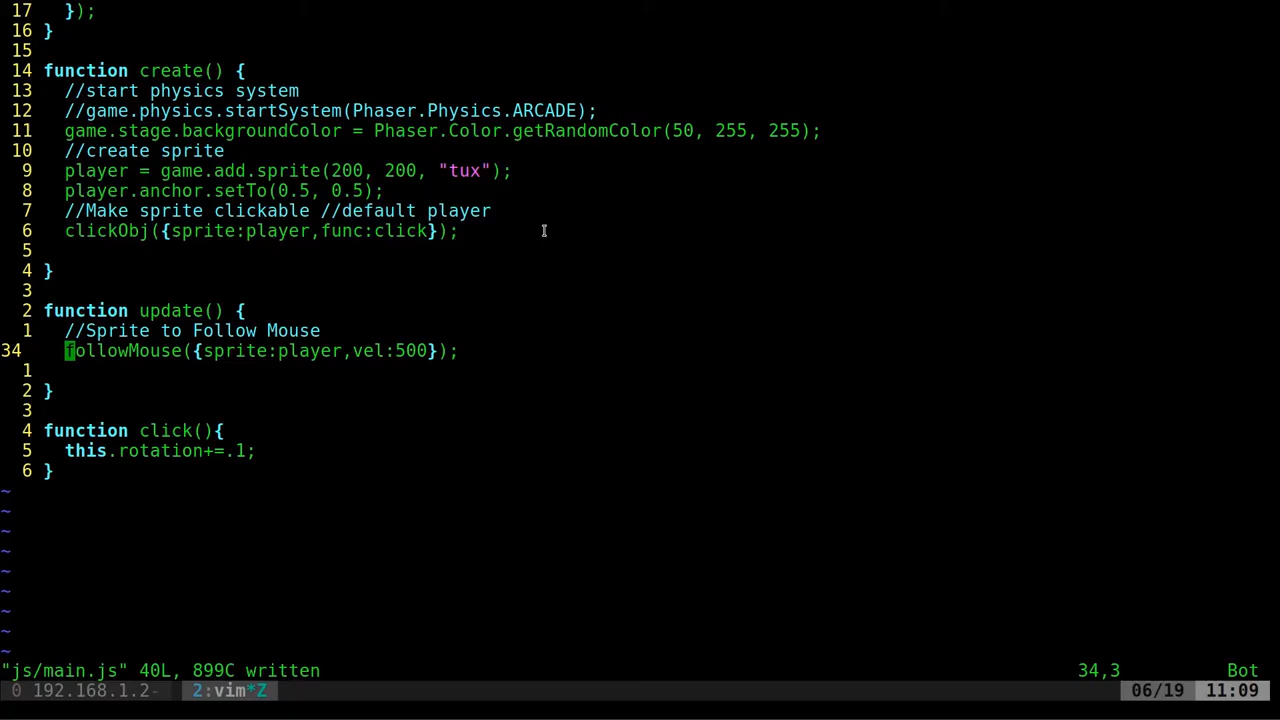 17   });
16 }
15
14 function create() {
13   //start physics system
12   //game.physics.startSystem(Phaser.Physics.ARCADE);
11   game.stage.backgroundColor = Phaser.Color.getRandomColor(50, 255, 255);
10   //create sprite
9   player = game.add.sprite(200, 200, "tux");
8   player.anchor.setTo(0.5, 0.5);
7   //Make sprite clickable //default player
6   clickObj({sprite:player,func:click});
5
4 }
3
2 function update() {
1   //Sprite to Follow Mouse
34   followMouse({sprite:player,vel:500});
1
2 }
3
4 function click(){
5   this.rotation+=.1;
6 }
~
~
~
~
~
~
~
~
~
"js/main.js" 40L, 899C written 34,3 Bot
0 192.168.1.2- 2:vim*Z 06/19 11:09